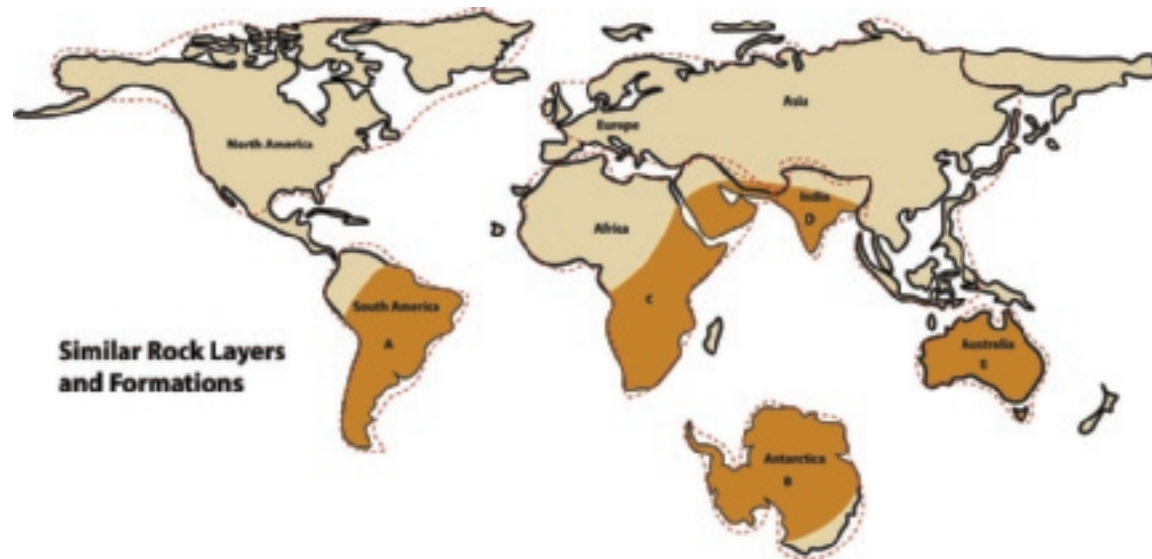 Asia
Europe
North America
India
D
Africa
C
South America
A
Similar Rock Layers
and Formations
Australia
E
Antarctica
B